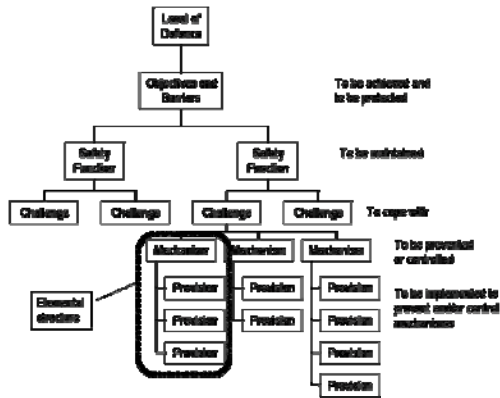 Level of
Defence
Objectives and
Barriers
To be achieved and
to be protected
Safety
Function
Safety
Function
To be maintained
Challenge
Challenge
Challenge
Challenge
To cope with
Mechanism
Mechanism
Mechanism
To be prevented
or controlled
Provision
Provision
Provision
Elemental
structure
To be implemented to
prevent and/or control
mechanisms
Provision
Provision
Provision
Provision
Provision
Provision